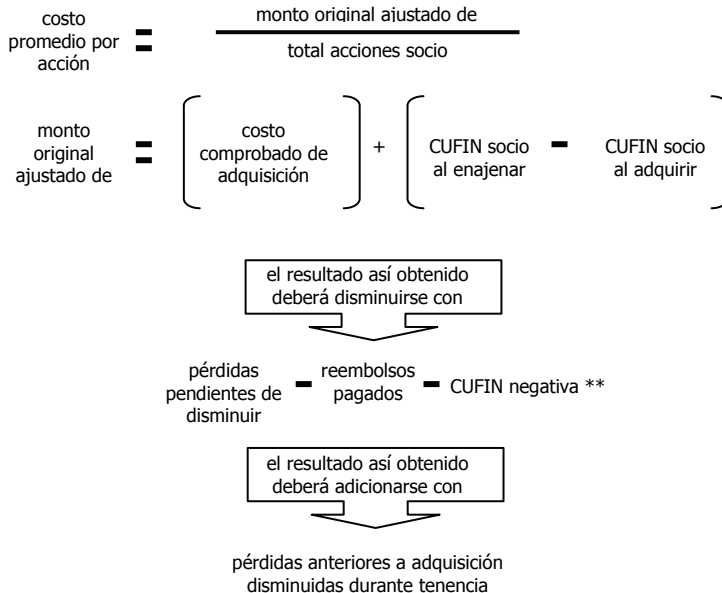 costo
promedio por
acción
=
monto original ajustado de
total acciones socio
monto
original
ajustado de
=
costo
comprobado de
adquisición
+
CUFIN socio
al enajenar
-
CUFIN socio
al adquirir
el resultado así obtenido
deberá disminuirse con
pérdidas
pendientes de
disminuir
-
reembolsos
pagados
-
CUFIN negativa **
el resultado así obtenido
deberá adicionarse con
pérdidas anteriores a adquisición
disminuidas durante tenencia